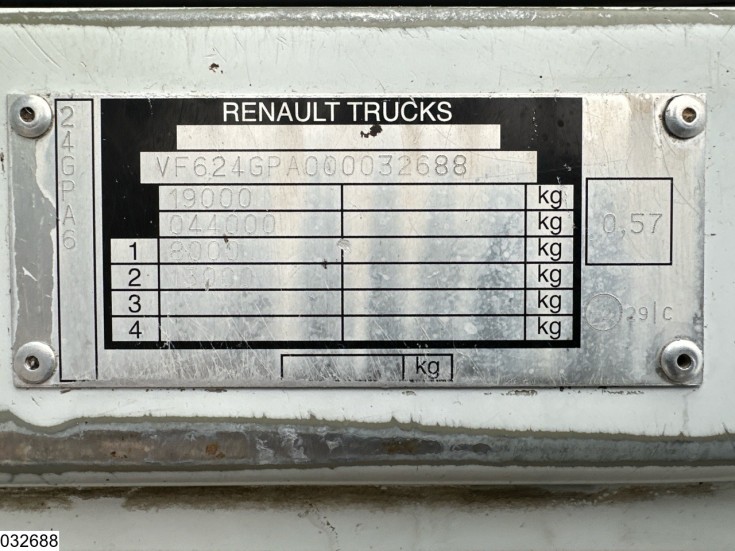 RENAULT TRUCKS
24GPA6
VF624GPA000032688
19000 kg
044000 kg
1 8000 kg
2 kg
3 kg
4 kg
kg
0,57
29|C
032688